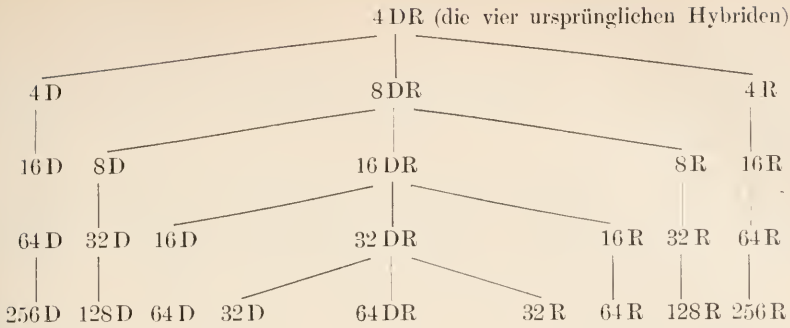 4 DR (die vier ursprünglichen Hybriden)
4 D 8 DR 4 R
16 D 8 D 16 DR 8 R 16 R
64 D 32 D 16 D 32 DR 16 R 32 R 64 R
256 D 128 D 64 D 32 D 64 DR 32 R 64 R 128 R 256 R